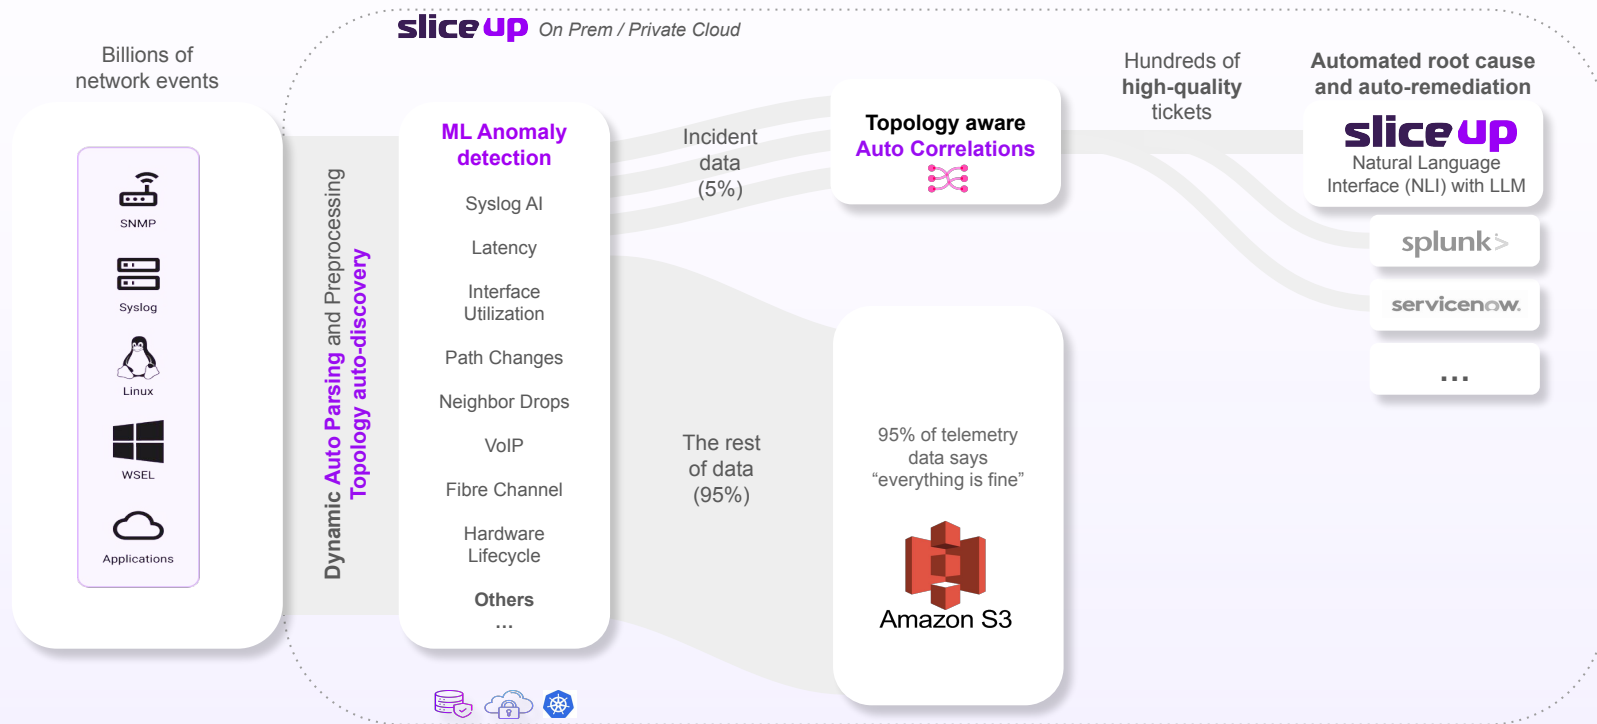 sliceup On Prem / Private Cloud
Billions of
network events
SNMP
Syslog
Linux
WSEL
Applications
Dynamic Auto Parsing and Preprocessing
Topology auto-discovery
ML Anomaly
detection
Syslog AI
Latency
Interface
Utilization
Path Changes
Neighbor Drops
VoIP
Fibre Channel
Hardware
Lifecycle
Others
...
Incident
data
(5%)
The rest
of data
(95%)
Topology aware
Auto Correlations
95% of telemetry
data says
“everything is fine”
Amazon S3
Hundreds of
high-quality
tickets
Automated root cause
and auto-remediation
sliceup
Natural Language
Interface (NLI) with LLM
splunk>
servicenow.
...